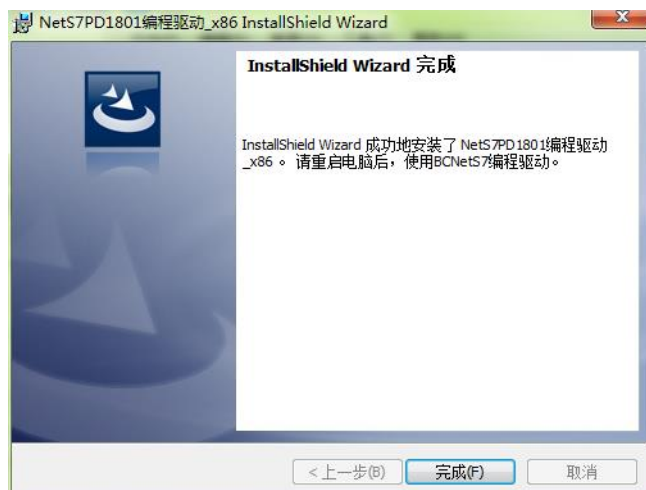 NetS7PD1801编程驱动_x86 InstallShield Wizard
InstallShield Wizard 完成
InstallShield Wizard 成功地安装了 NetS7PD1801编程驱动
_x86 。 请重启电脑后，使用BCNetS7编程驱动。
<上一步(B)
完成(F)
取消